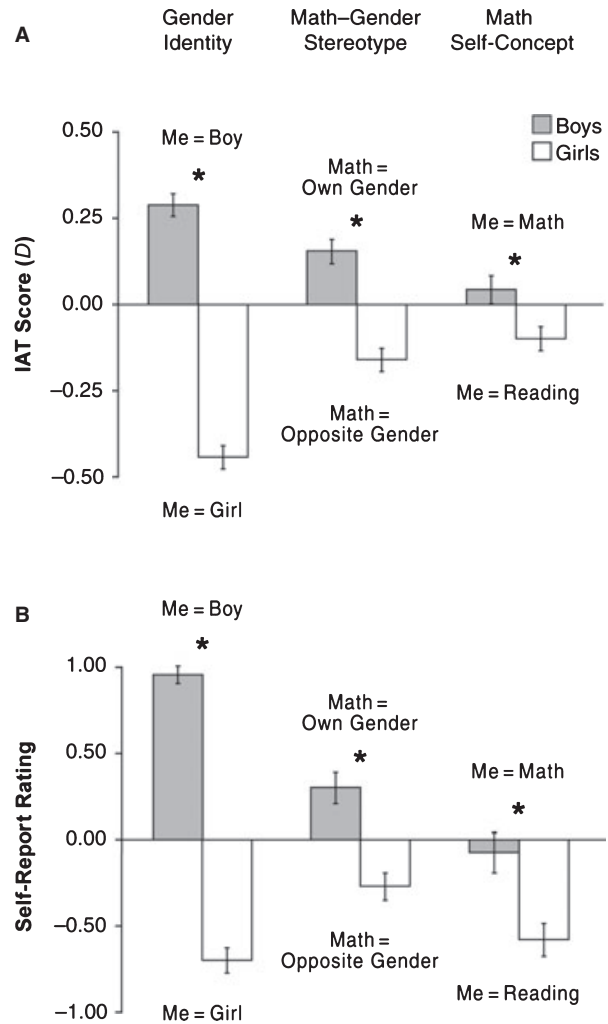 Gender
Identity
Math–Gender
Stereotype
Math
Self-Concept
A
Boys
Girls
0.50
0.25
0.00
−0.25
−0.50
IAT Score (D)
Me = Boy
*
Me = Girl
Math =
Own Gender
*
Math =
Opposite Gender
Me = Math
*
Me = Reading
B
1.00
0.50
0.00
−0.50
−1.00
Self-Report Rating
Me = Boy
*
Me = Girl
Math =
Own Gender
*
Math =
Opposite Gender
Me = Math
*
Me = Reading